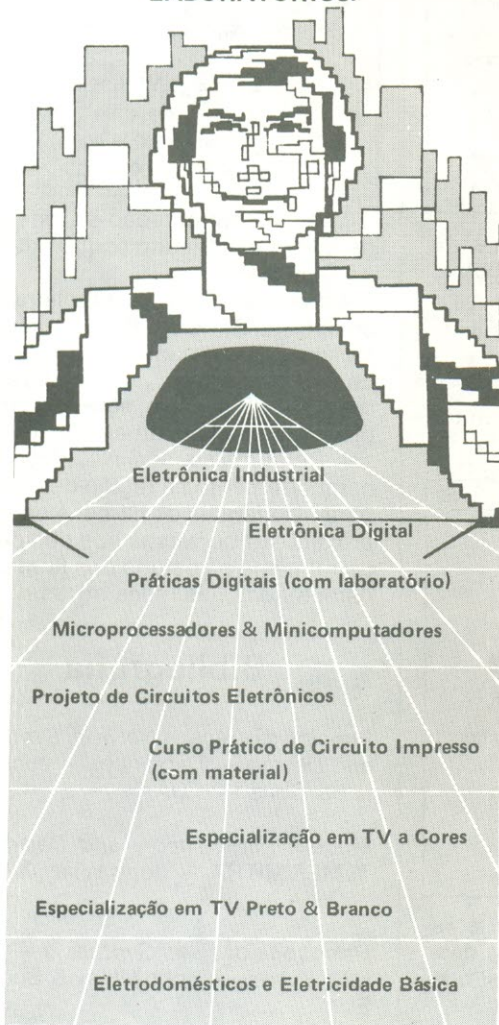 Eletrônica Industrial
Eletrônica Digital
Práticas Digitais (com laboratório)
Microprocessadores & Minicomputadores
Projeto de Circuitos Eletrônicos
Curso Prático de Circuito Impresso
(com material)
Especialização em TV a Cores
Especialização em TV Preto & Branco
Eletrodomésticos e Eletricidade Básica